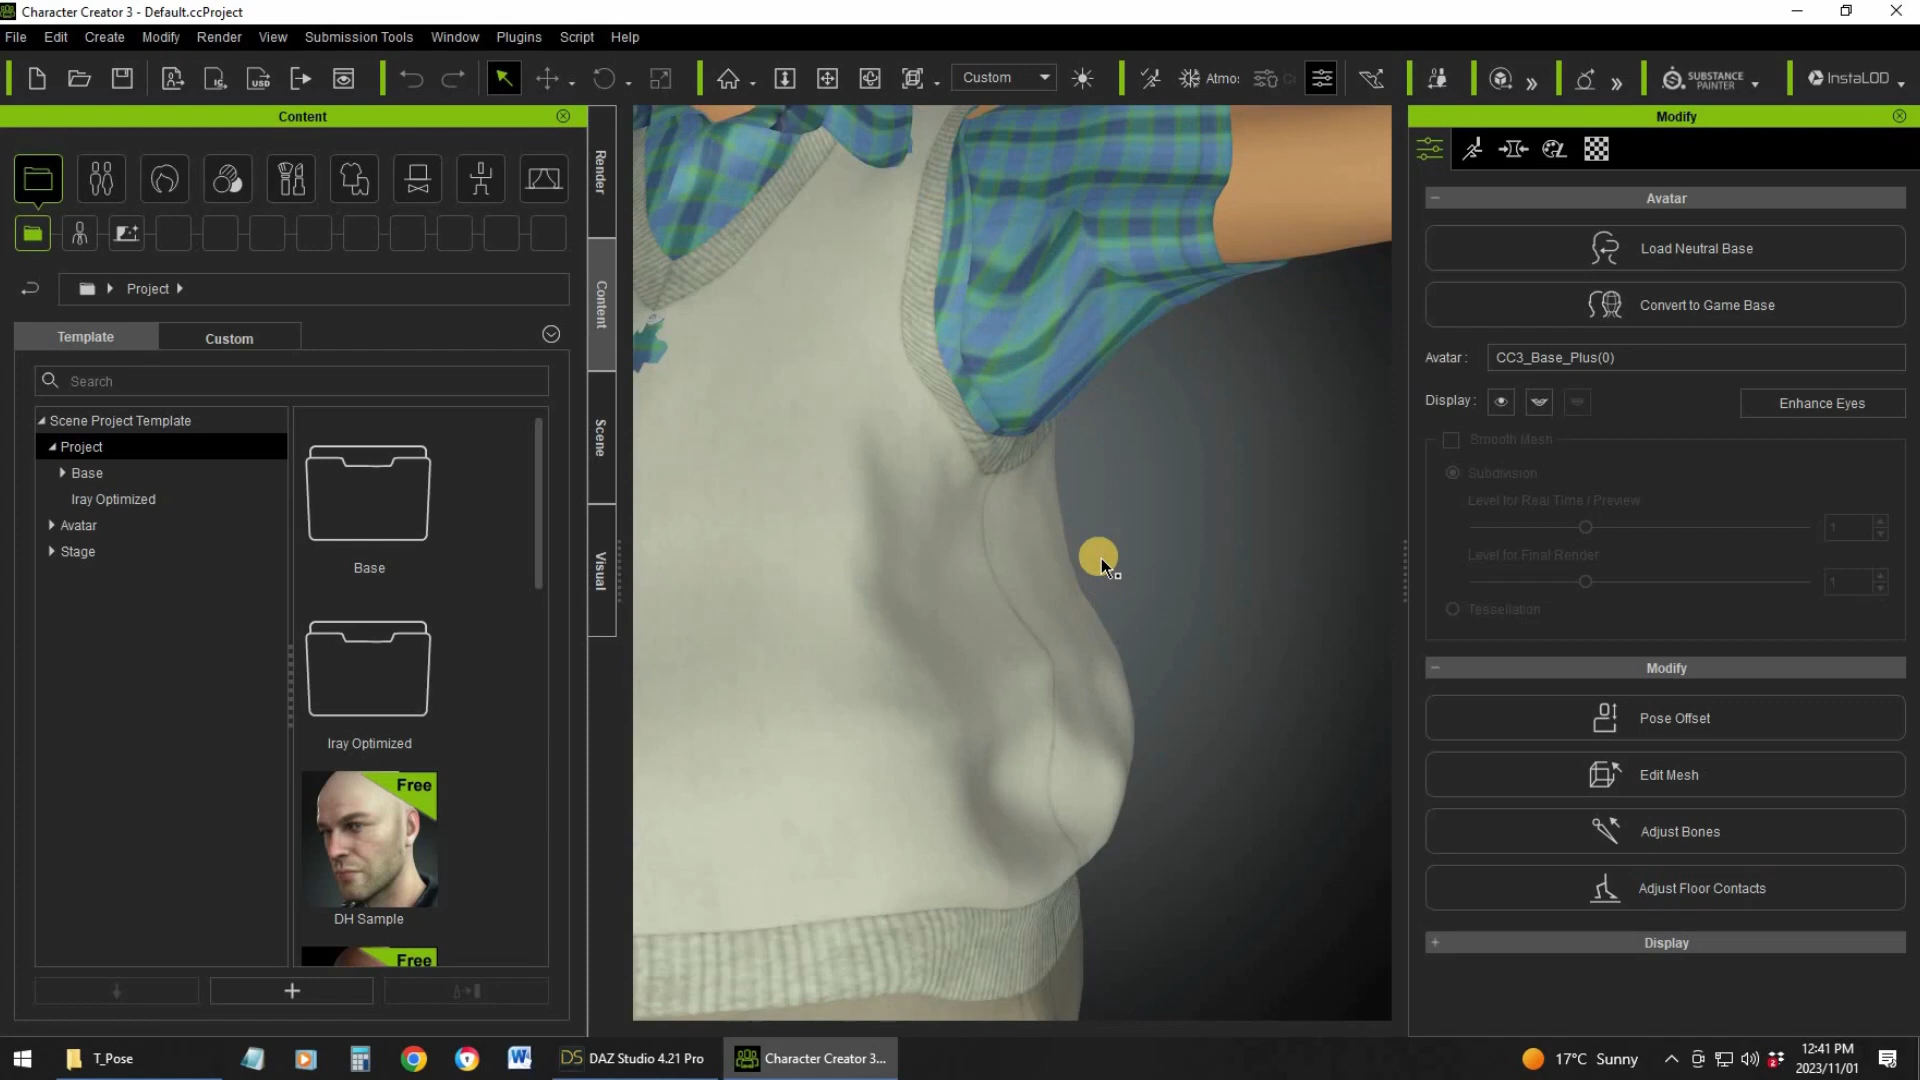 Character Creator 3 - Default.ccProject
File Edit Create Modify Render View Submission Tools Window Plugins Script Help
Custom
Atmo:
SUBSTANCE
PAINTER
InstaLOD
Content
Modify
Render
Content
Scene
Visual
Project
Template
Custom
Search
Scene Project Template
Project
Base
Iray Optimized
Avatar
Stage
Base
Iray Optimized
Free
DH Sample
Free
Avatar
Load Neutral Base
Convert to Game Base
Avatar :
CC3_Base_Plus(0)
Display :
Enhance Eyes
Smooth Mesh
Subdivision
Level for Real Time / Preview
1
Level for Final Render
1
Tessellation
Modify
Pose Offset
Edit Mesh
Adjust Bones
Adjust Floor Contacts
Display
T_Pose
DAZ Studio 4.21 Pro
Character Creator 3...
17°C Sunny
12:41 PM
2023/11/01